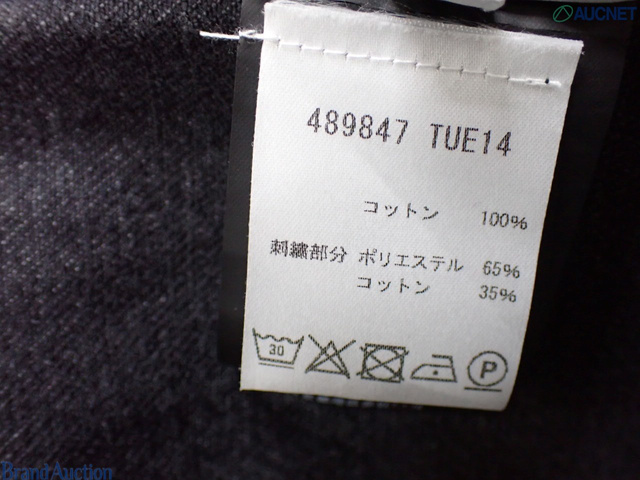 AUCNET
489847 TUE14
コットン 100%
刺繍部分 ポリエステル 65%
コットン 35%
30
P
Brand Auction